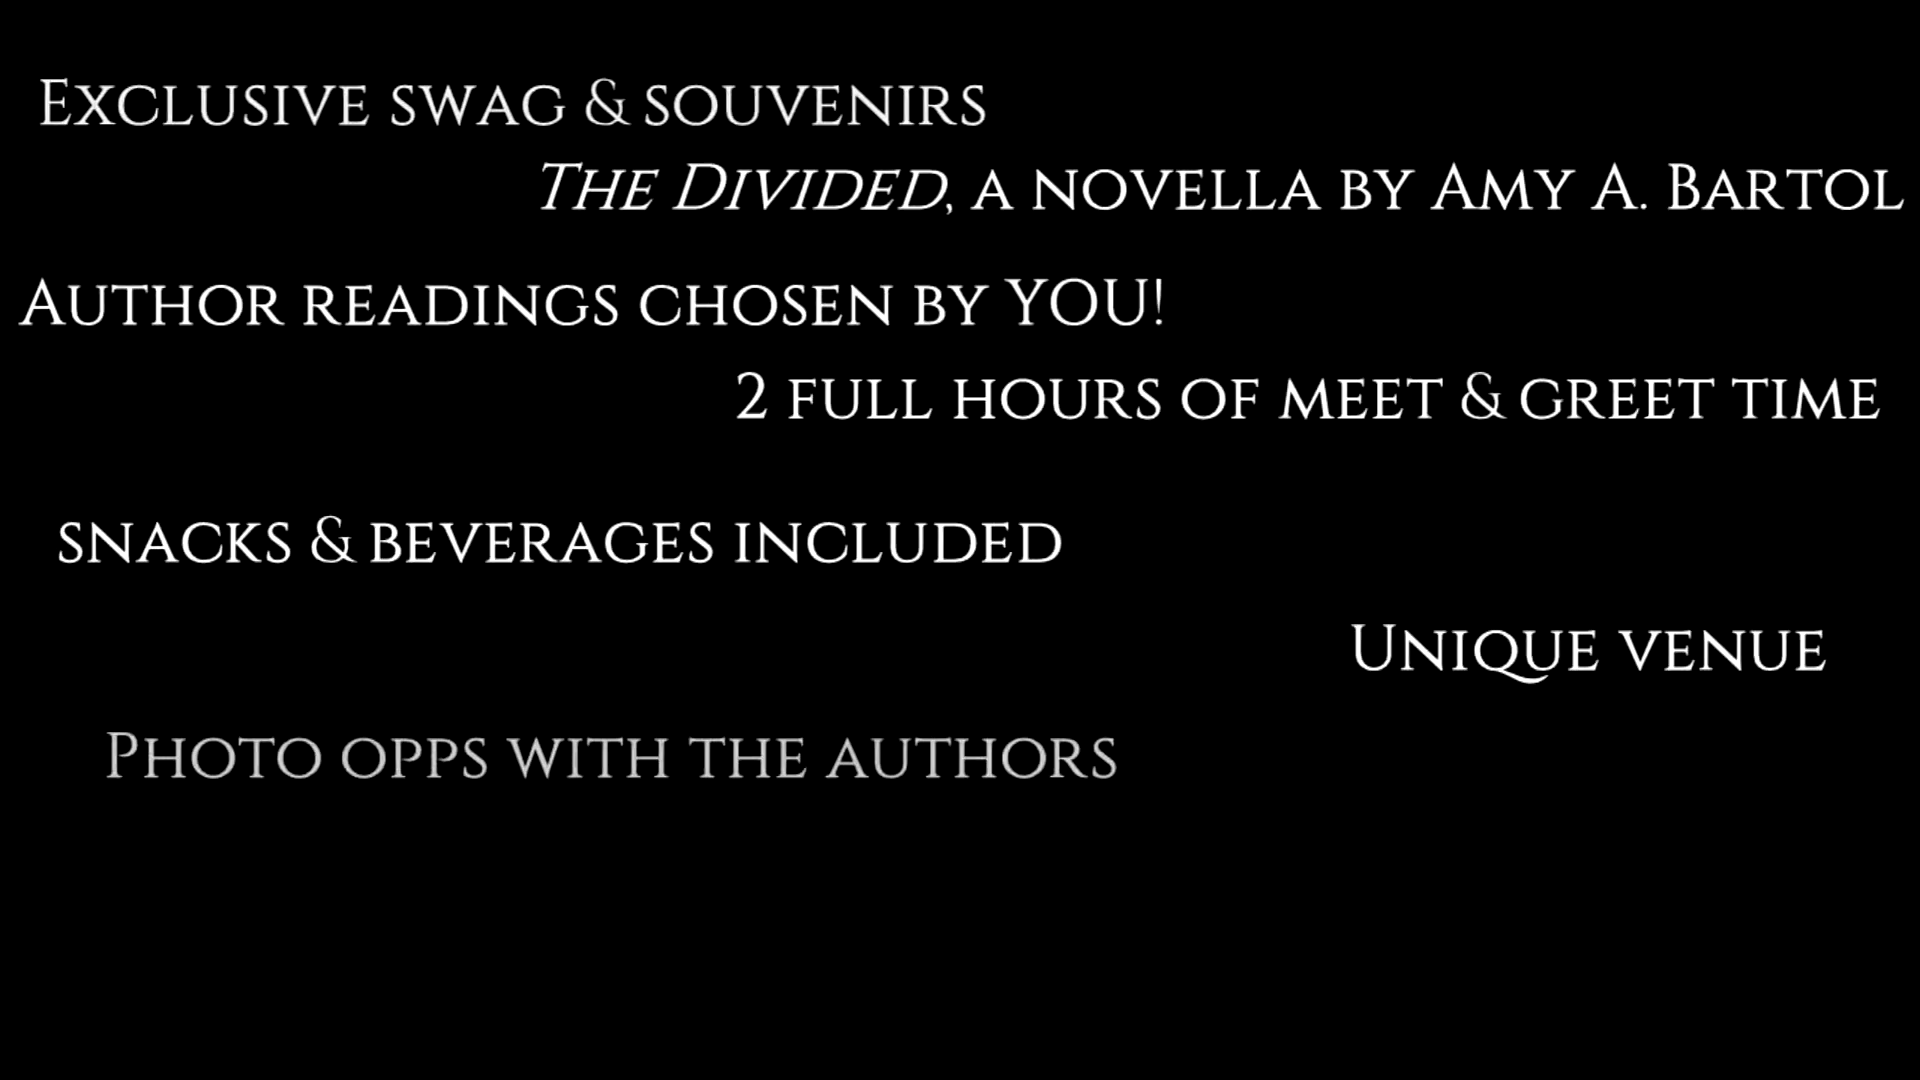 Exclusive swag & souvenirs
The Divided, a novella by Amy A. Bartol
Author readings chosen by YOU!
2 full hours of meet & greet time
snacks & beverages included
Unique venue
Photo opps with the authors